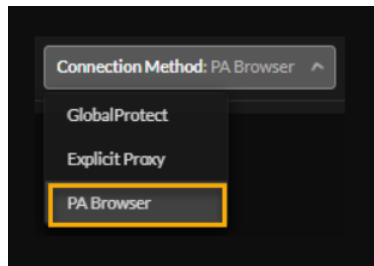 Connection Method: PA Browser
GlobalProtect
Explicit Proxy
PA Browser